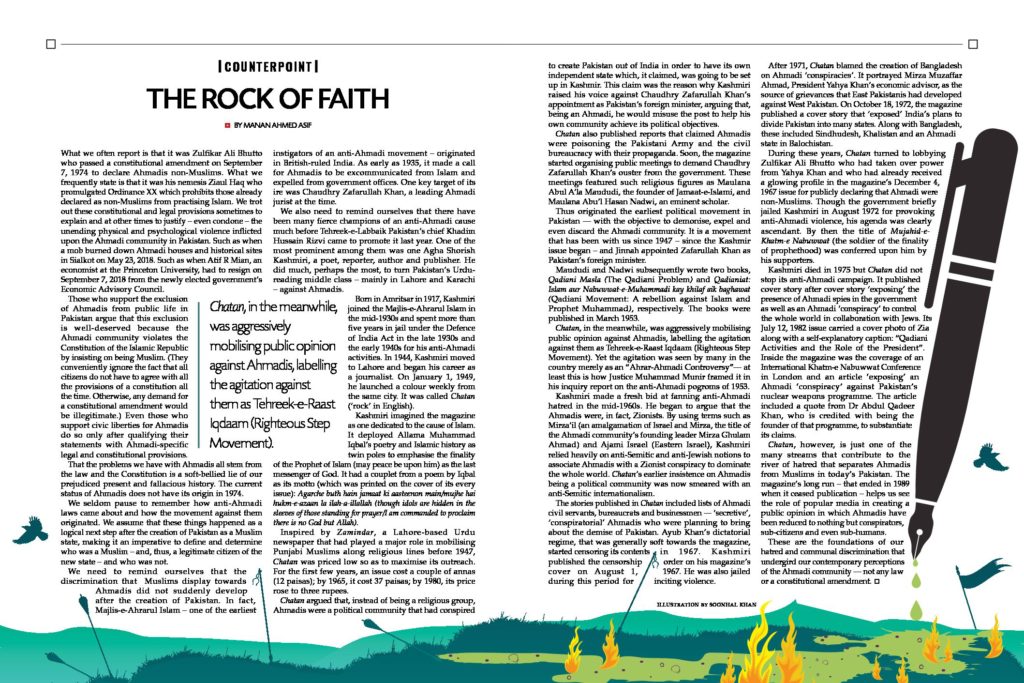 |COUNTERPOINT|
THE ROCK OF FAITH
BY MANAN AHMED ASIF
What we often report is that it was Zulfikar Ali Bhutto
who passed a constitutional amendment on September
7, 1974 to declare Ahmadis non-Muslims. What we
frequently state is that it was his nemesis Ziaul Haq who
promulgated Ordinance XX which prohibits those already
declared as non-Muslims from practising Islam. We trot
out these constitutional and legal provisions sometimes to
explain and at other times to justify – even condone – the
unending physical and psychological violence inflicted
upon the Ahmadi community in Pakistan. Such as when a
mob burned down Ahmadi houses and historical sites
in Sialkot on May 23, 2018. Such as when Atif R Mian, an
economist at the Princeton University, had to resign on
September 7, 2018 from the newly elected government's
Economic Advisory Council.
Those who support the exclusion
of Ahmadis from public life in
Pakistan argue that this exclusion
is well-deserved because the
Ahmadi community violates the
Constitution of the Islamic Republic
by insisting on being Muslim. (They
conveniently ignore the fact that all
citizens do not have to agree with all
the provisions of a constitution all
the time. Otherwise, any demand for
a constitutional amendment would
be illegitimate.) Even those who
support civic liberties for Ahmadis
do so only after qualifying their
statements with Ahmadi-specific
legal and constitutional provisions.
That the problems we have with Ahmadis all stem from
the law and the Constitution is a soft-bellied lie of our
prejudiced present and fallacious history. The current
status of Ahmadis does not have its origin in 1974.
We seldom pause to remember how anti-Ahmadi
laws came about and how the movement against them
originated. We assume that these things happened as a
logical next step after the creation of Pakistan as a Muslim
state, making it an imperative to define and determine
who was a Muslim – and, thus, a legitimate citizen of the
new state – and who was not.
We need to remind ourselves that the
discrimination that Muslims display towards
Ahmadis did not suddenly develop
after the creation of Pakistan. In fact,
Majlis-e-Ahrarul Islam – one of the earliest
instigators of an anti-Ahmadi movement – originated
in British-ruled India. As early as 1935, it made a call
for Ahmadis to be excommunicated from Islam and
expelled from government offices. One key target of its
ire was Chaudhry Zafarullah Khan, a leading Ahmadi
jurist at the time.
We also need to remind ourselves that there have
been many fierce champions of an anti-Ahmadi cause
much before Tehreek-e-Labbaik Pakistan's chief Khadim
Hussain Rizvi came to promote it last year. One of the
most prominent among them was one Agha Shorish
Kashmiri, a poet, reporter, author and publisher. He
did much, perhaps the most, to turn Pakistan's Urdu-
reading middle class – mainly in Lahore and Karachi
– against Ahmadis.
Chatan, in the meanwhile,
was aggressively
mobilising public opinion
against Ahmadis, labelling
the agitation against
them as Tehreek-e-Raast
Iqdaam (Righteous Step
Movement).
Born in Amritsar in 1917, Kashmiri
joined the Majlis-e-Ahrarul Islam in
the mid-1930s and spent more than
five years in jail under the Defence
of India Act in the late 1930s and
the early 1940s for his anti-Ahmadi
activities. In 1944, Kashmiri moved
to Lahore and began his career as
a journalist. On January 1, 1949,
he launched a colour weekly from
the same city. It was called Chatan
('rock' in English).
Kashmiri imagined the magazine
as one dedicated to the cause of Islam.
It deployed Allama Muhammad
Iqbal's poetry and Islamic history as
twin poles to emphasise the finality
of the Prophet of Islam (may peace be upon him) as the last
messenger of God. It had a couplet from a poem by Iqbal
as its motto (which was printed on the cover of its every
issue): Agarche buth hain jamaat ki aasteenon main/mujhe hai
hukm-e-azaan la ilah-a-illallah (though idols are hidden in the
sleeves of those standing for prayer/I am commanded to proclaim
there is no God but Allah).
Inspired by Zamindar, a Lahore-based Urdu
newspaper that had played a major role in mobilising
Punjabi Muslims along religious lines before 1947,
Chatan was priced low so as to maximise its outreach.
For the first few years, an issue cost a couple of annas
(12 paisas); by 1965, it cost 37 paisas; by 1980, its price
rose to three rupees.
Chatan argued that, instead of being a religious group,
Ahmadis were a political community that had conspired
to create Pakistan out of India in order to have its own
independent state which, it claimed, was going to be set
up in Kashmir. This claim was the reason why Kashmiri
raised his voice against Chaudhry Zafarullah Khan's
appointment as Pakistan's foreign minister, arguing that,
being an Ahmadi, he would misuse the post to help his
own community achieve its political objectives.
Chatan also published reports that claimed Ahmadis
were poisoning the Pakistani Army and the civil
bureaucracy with their propaganda. Soon, the magazine
started organising public meetings to demand Chaudhry
Zafarullah Khan's ouster from the government. These
meetings featured such religious figures as Maulana
Abul A'la Maududi, the founder of Jamaat-e-Islami, and
Maulana Abu'l Hasan Nadwi, an eminent scholar.
Thus originated the earliest political movement in
Pakistan — with the objective to demonise, expel and
even discard the Ahmadi community. It is a movement
that has been with us since 1947 – since the Kashmir
issue began – and Jinnah appointed Zafarullah Khan as
Pakistan's foreign minister.
Maududi and Nadwi subsequently wrote two books,
Qadiani Masla (The Qadiani Problem) and Qadianiat:
Islam aur Nabuwwat-e-Muhammadi kay khilaf aik baghawat
(Qadiani Movement: A rebellion against Islam and
Prophet Muhammad), respectively. The books were
published in March 1953.
Chatan, in the meanwhile, was aggressively mobilising
public opinion against Ahmadis, labelling the agitation
against them as Tehreek-e-Raast Iqdaam (Righteous Step
Movement). Yet the agitation was seen by many in the
country merely as an "Ahrar-Ahmadi Controversy"— at
least this is how Justice Muhammad Munir framed it in
his inquiry report on the anti-Ahmadi pogroms of 1953.
Kashmiri made a fresh bid at fanning anti-Ahmadi
hatred in the mid-1960s. He began to argue that the
Ahmadis were, in fact, Zionists. By using terms such as
Mirza'il (an amalgamation of Israel and Mirza, the title of
the Ahmadi community's founding leader Mirza Ghulam
Ahmad) and Ajami Israel (Eastern Israel), Kashmiri
relied heavily on anti-Semitic and anti-Jewish notions to
associate Ahmadis with a Zionist conspiracy to dominate
the whole world. Chatan's earlier insistence on Ahmadis
being a political community was now smeared with an
anti-Semitic internationalism.
The stories published in Chatan included lists of Ahmadi
civil servants, bureaucrats and businessmen — 'secretive',
'conspiratorial' Ahmadis who were planning to bring
about the demise of Pakistan. Ayub Khan's dictatorial
regime, that was generally soft towards the magazine,
started censoring its contents in 1967. Kashmiri
published the censorship order on his magazine's
cover on August 1, 1967. He was also jailed
during this period for inciting violence.
After 1971, Chatan blamed the creation of Bangladesh
on Ahmadi 'conspiracies'. It portrayed Mirza Muzaffar
Ahmad, President Yahya Khan's economic advisor, as the
source of grievances that East Pakistanis had developed
against West Pakistan. On October 18, 1972, the magazine
published a cover story that 'exposed' India's plans to
divide Pakistan into many states. Along with Bangladesh,
these included Sindhudesh, Khalistan and an Ahmadi
state in Balochistan.
During these years, Chatan turned to lobbying
Zulfikar Ali Bhutto who had taken over power
from Yahya Khan and who had already received
a glowing profile in the magazine's December 4,
1967 issue for publicly declaring that Ahmadi were
non-Muslims. Though the government briefly
jailed Kashmiri in August 1972 for provoking
anti-Ahmadi violence, his agenda was clearly
ascendant. By then the title of Mujahid-e-
Khatm-e Nabuwwat (the soldier of the finality
of prophethood) was conferred upon him by
his supporters.
Kashmiri died in 1975 but Chatan did not
stop its anti-Ahmadi campaign. It published
cover story after cover story 'exposing' the
presence of Ahmadi spies in the government
as well as an Ahmadi 'conspiracy' to control
the whole world in collaboration with Jews. Its
July 12, 1982 issue carried a cover photo of Zia
along with a self-explanatory caption: "Qadiani
Activities and the Role of the President".
Inside the magazine was the coverage of an
International Khatm-e Nabuwwat Conference
in London and an article 'exposing' an
Ahmadi 'conspiracy' against Pakistan's
nuclear weapons programme. The article
included a quote from Dr Abdul Qadeer
Khan, who is credited with being the
founder of that programme, to substantiate
its claims.
Chatan, however, is just one of the
many streams that contribute to the
river of hatred that separates Ahmadis
from Muslims in today's Pakistan. The
magazine's long run – that ended in 1989
when it ceased publication – helps us see
the role of popular media in creating a
public opinion in which Ahmadis have
been reduced to nothing but conspirators,
sub-citizens and even sub-humans.
These are the foundations of our
hatred and communal discrimination that
undergird our contemporary perceptions
of the Ahmadi community — not any law
or a constitutional amendment.
ILLUSTRATION BY SOONHAL KHAN